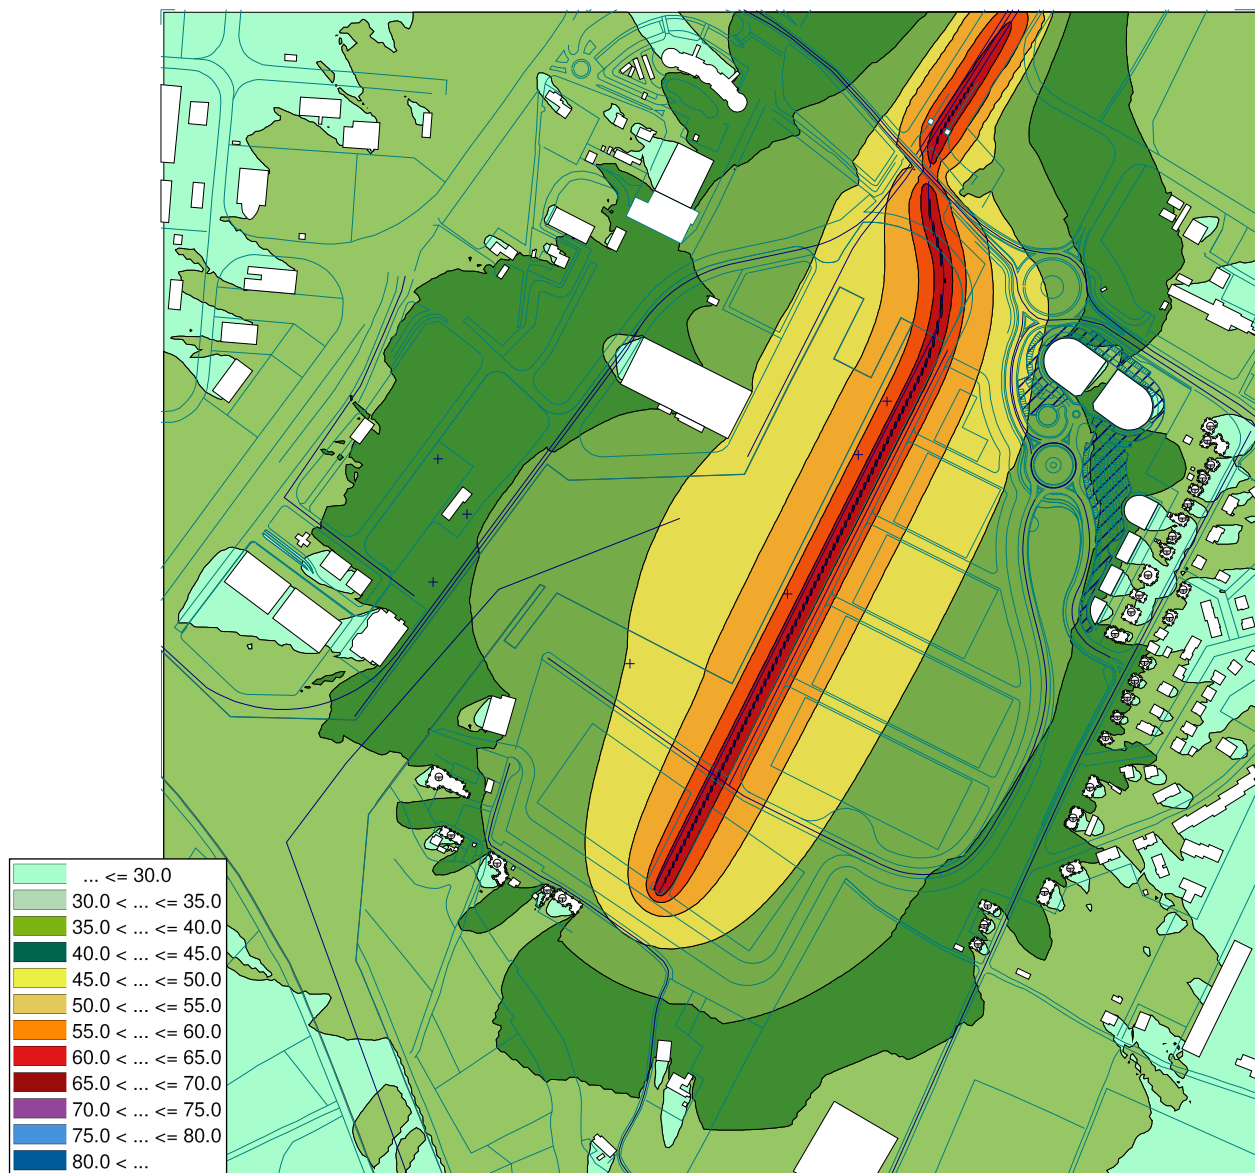 ... <= 30.0
30.0 < ... <= 35.0
35.0 < ... <= 40.0
40.0 < ... <= 45.0
45.0 < ... <= 50.0
50.0 < ... <= 55.0
55.0 < ... <= 60.0
60.0 < ... <= 65.0
65.0 < ... <= 70.0
70.0 < ... <= 75.0
75.0 < ... <= 80.0
80.0 < ...